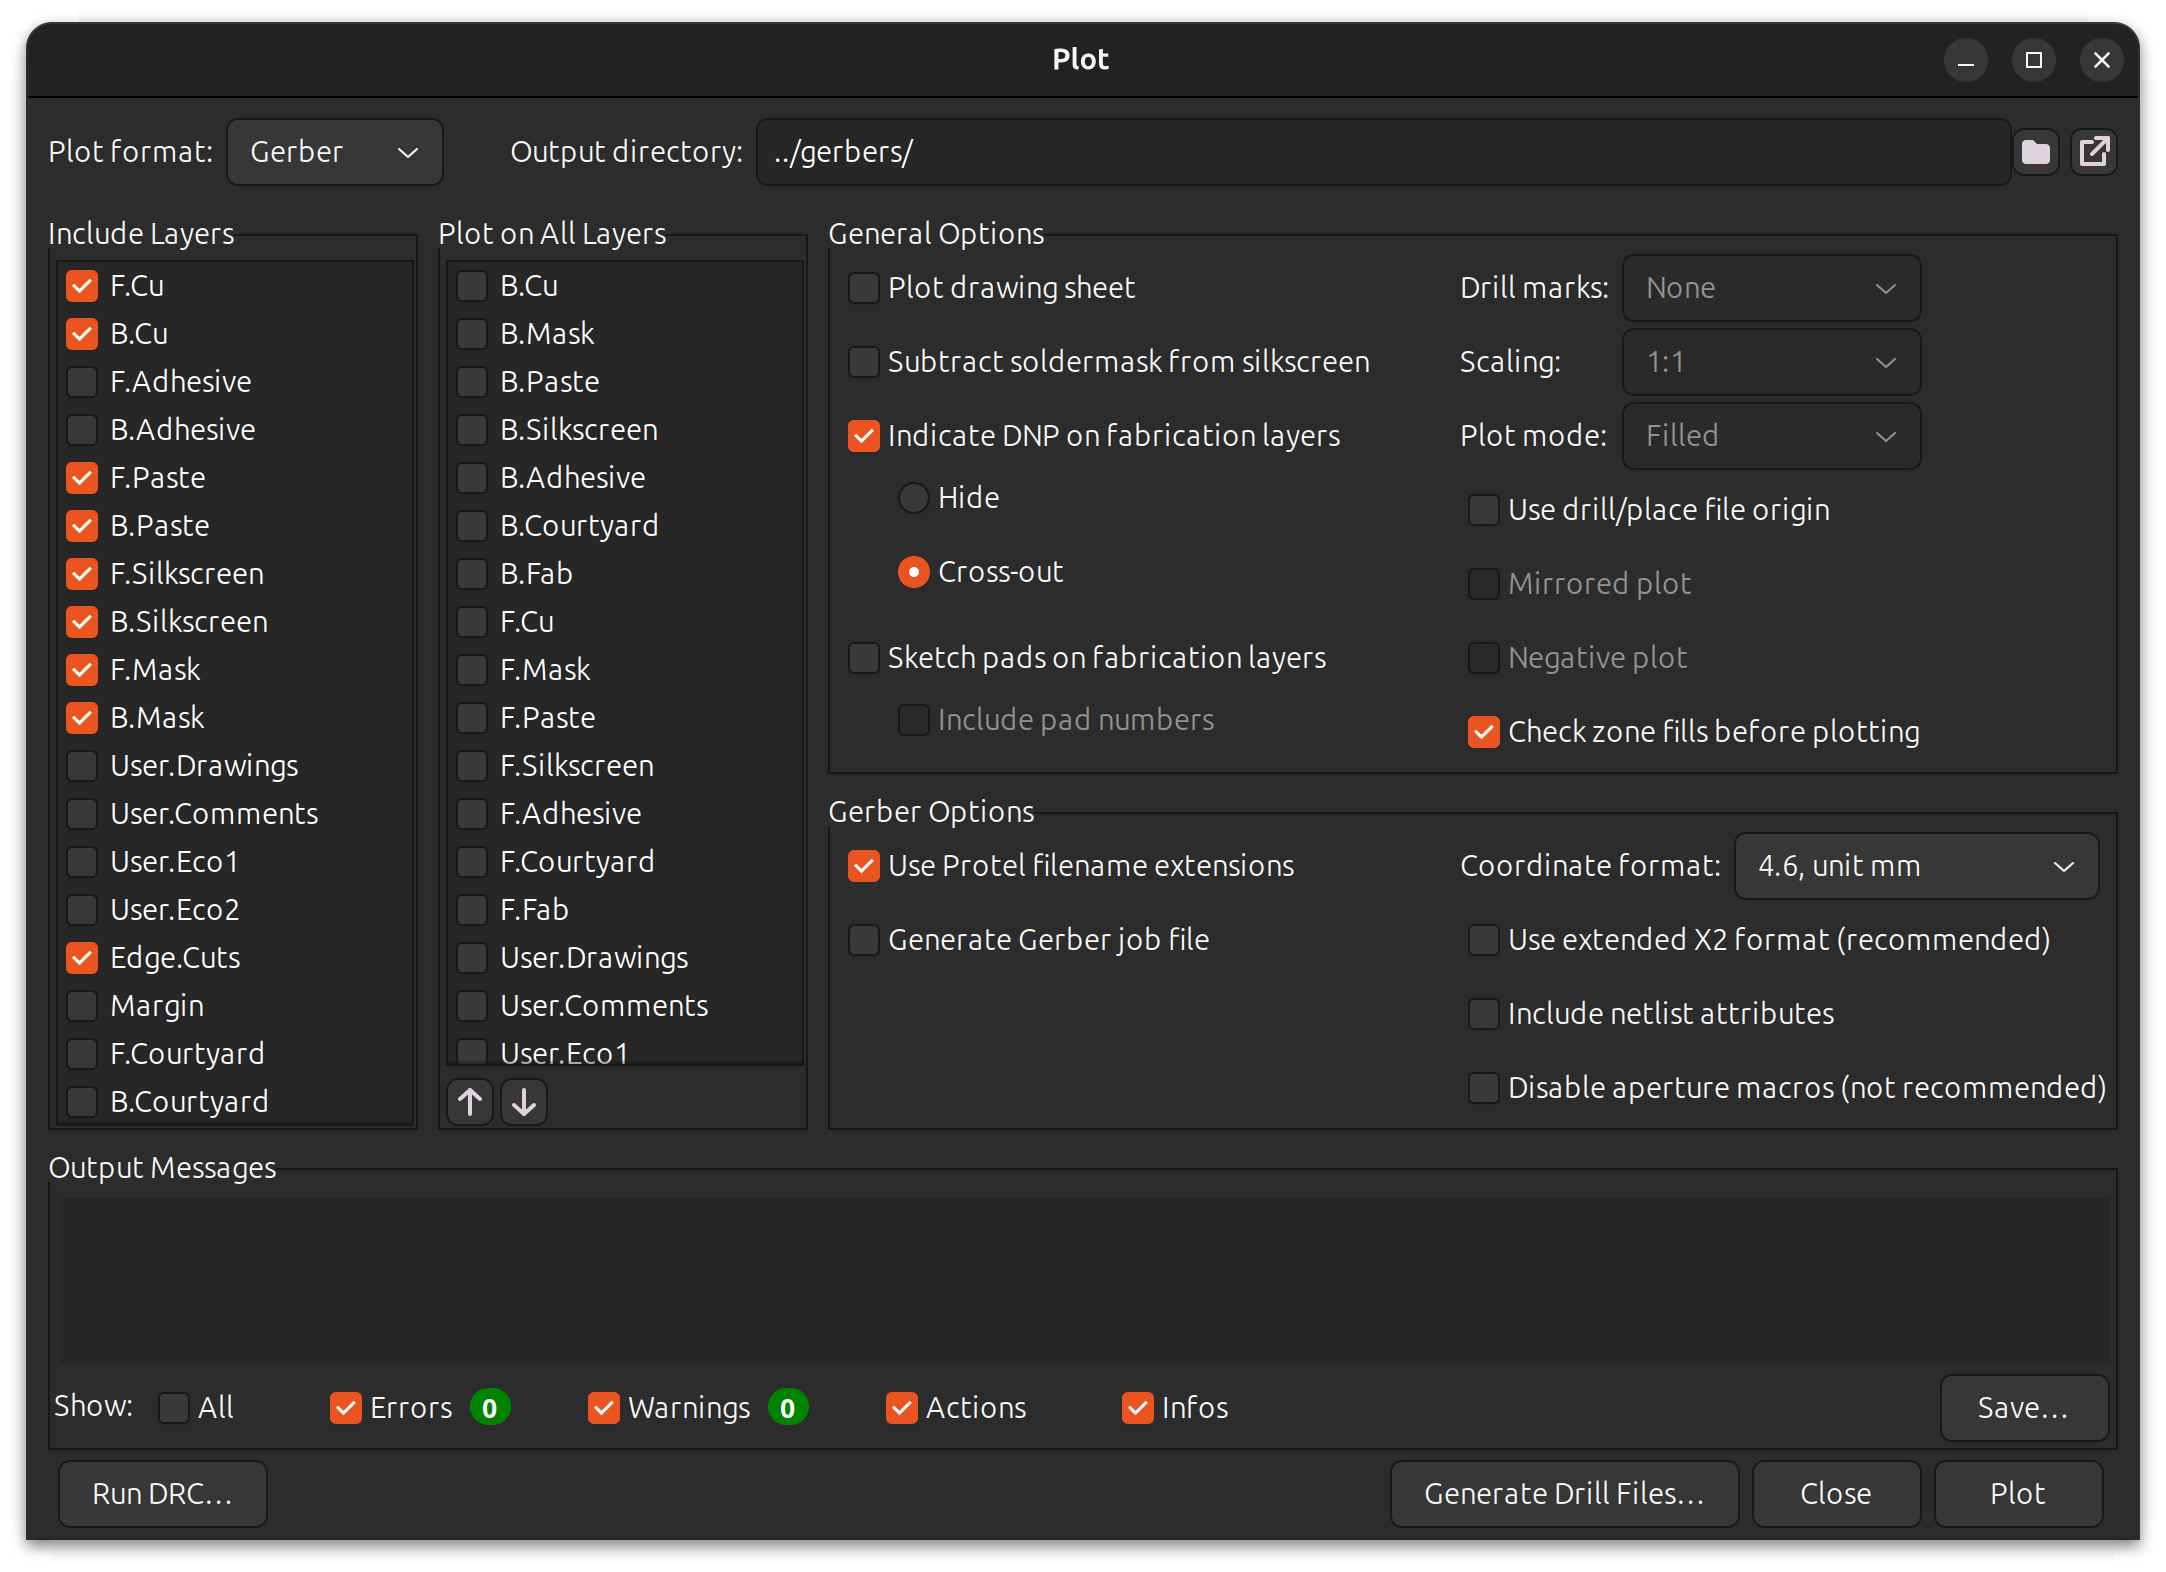 Plot
Plot format: Gerber
Output directory: ../gerbers/
Include Layers
F.Cu
B.Cu
F.Adhesive
B.Adhesive
F.Paste
B.Paste
F.Silkscreen
B.Silkscreen
F.Mask
B.Mask
User.Drawings
User.Comments
User.Eco1
User.Eco2
Edge.Cuts
Margin
F.Courtyard
B.Courtyard
Plot on All Layers
B.Cu
B.Mask
B.Paste
B.Silkscreen
B.Adhesive
B.Courtyard
B.Fab
F.Cu
F.Mask
F.Paste
F.Silkscreen
F.Adhesive
F.Courtyard
F.Fab
User.Drawings
User.Comments
User.Eco1
General Options
Plot drawing sheet
Subtract soldermask from silkscreen
Indicate DNP on fabrication layers
Hide
Cross-out
Sketch pads on fabrication layers
Include pad numbers
Drill marks: None
Scaling: 1:1
Plot mode: Filled
Use drill/place file origin
Mirrored plot
Negative plot
Check zone fills before plotting
Gerber Options
Use Protel filename extensions
Generate Gerber job file
Coordinate format: 4.6, unit mm
Use extended X2 format (recommended)
Include netlist attributes
Disable aperture macros (not recommended)
Output Messages
Show: All Errors 0 Warnings 0 Actions Infos Save...
Run DRC... Generate Drill Files... Close Plot